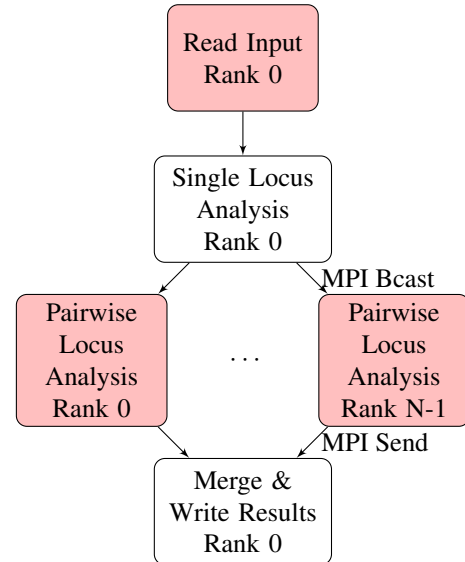 Read Input
Rank 0
Single Locus
Analysis
Rank 0
MPI Bcast
Pairwise
Locus
Analysis
Rank 0
. . .
Pairwise
Locus
Analysis
Rank N-1
MPI Send
Merge &
Write Results
Rank 0